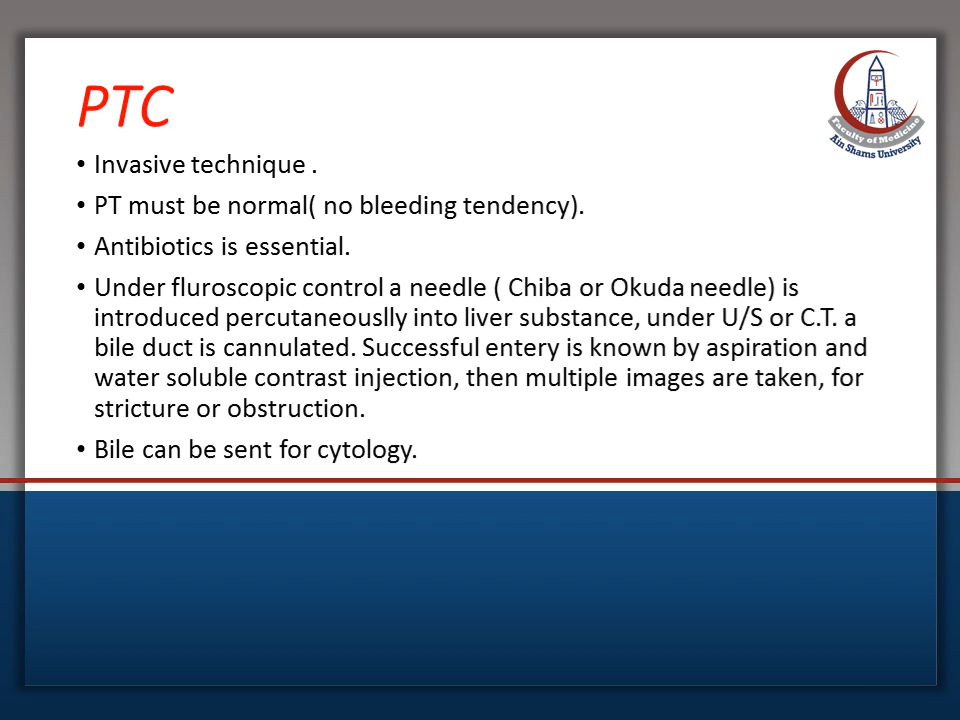 PTC
Faculty of Medicine
Ain Shams University
• Invasive technique .
• PT must be normal( no bleeding tendency).
• Antibiotics is essential.
• Under fluroscopic control a needle ( Chiba or Okuda needle) is
introduced percutaneouslly into liver substance, under U/S or C.T. a
bile duct is cannulated. Successful entery is known by aspiration and
water soluble contrast injection, then multiple images are taken, for
stricture or obstruction.
• Bile can be sent for cytology.